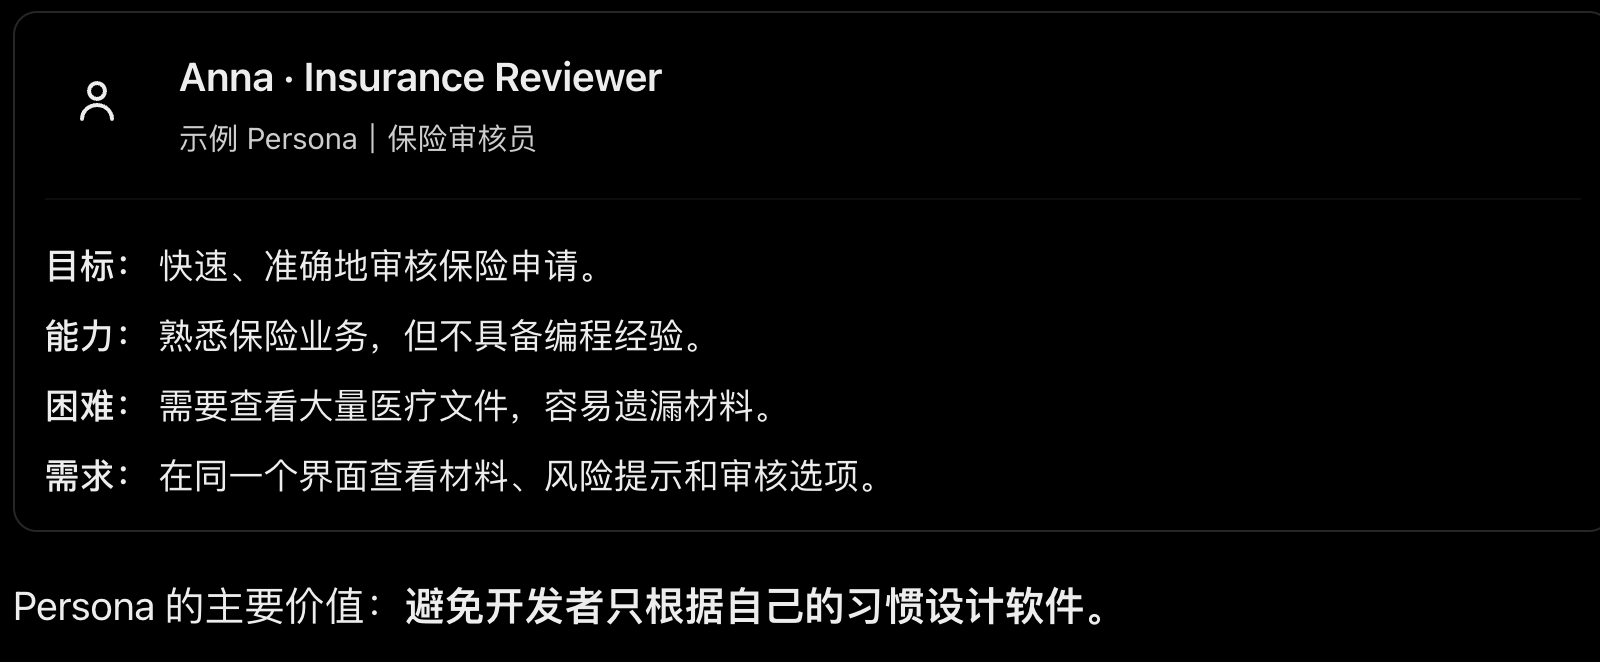 Anna · Insurance Reviewer
示例 Persona｜保险审核员
目标： 快速、准确地审核保险申请。
能力： 熟悉保险业务，但不具备编程经验。
困难： 需要查看大量医疗文件，容易遗漏材料。
需求： 在同一个界面查看材料、风险提示和审核选项。
Persona 的主要价值：避免开发者只根据自己的习惯设计软件。